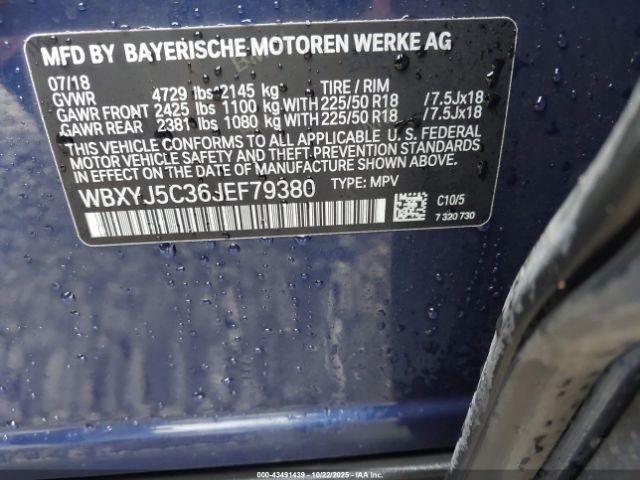 MFD BY BAYERISCHE MOTOREN WERKE AG
07/18
GVWR 4729 lbs 2145 kg TIRE / RIM
GAWR FRONT 2425 lbs 1100 kg WITH 225/50 R18 /7.5Jx18
GAWR REAR 2381 lbs 1080 kg WITH 225/50 R18 /7.5Jx18
THIS VEHICLE CONFORMS TO ALL APPLICABLE U.S. FEDERAL
MOTOR VEHICLE SAFETY BUMPER, AND THEFT PREVENTION STANDARDS
IN EFFECT ON THE DATE OF MANUFACTURE SHOWN ABOVE.
WBXYJ5C36JEF79380 TYPE: MPV
C10/5
7 320 730
© - 43491439 - 10/22/2025 - IAAI.COM